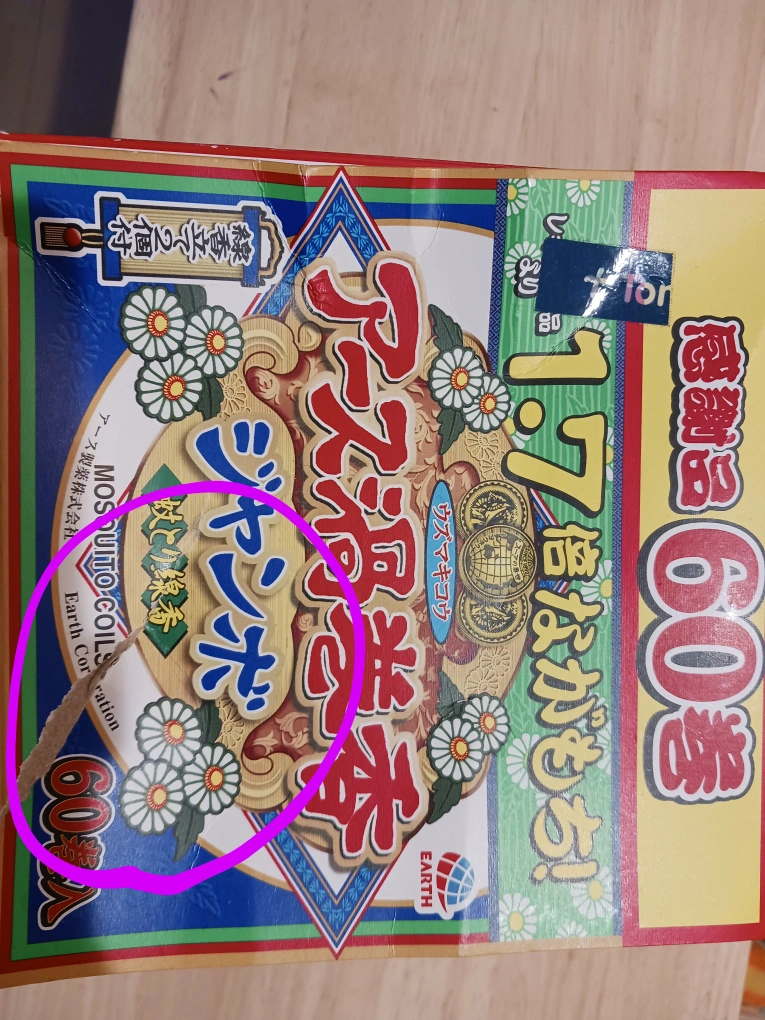 感謝品 60巻
+ Tor
1.7倍ながもち!
ウズマキコウ
アース渦巻香
EARTH
ジャンボ
蚊とり線香
線香立て2個付
MOSQUITO COILS
アース製薬株式会社
Earth Corporation
60巻入